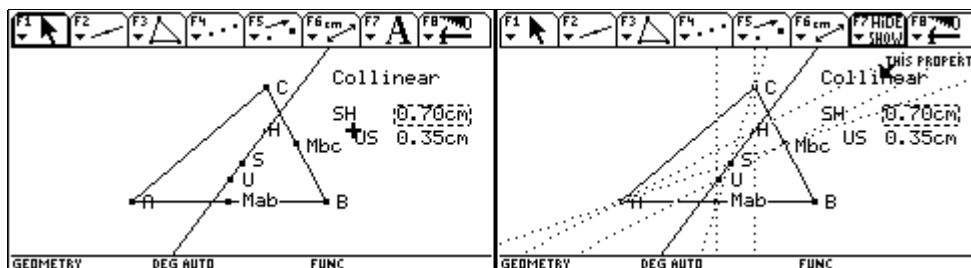 F1 F2 F3 F4 F5 F6 cm F7 A F8
C
Collinear
SH 0.70cm
H
US 0.35cm
Mbc
S
U
A
Mab
B
GEOMETRY DEG AUTO FUNC
F1 F2 F3 F4 F5 F6 cm F7 HIDE SHOW F8
THIS PROPERT
C
Collinear
SH 0.70cm
H
US 0.35cm
Mbc
S
U
A
Mab
B
GEOMETRY DEG AUTO FUNC